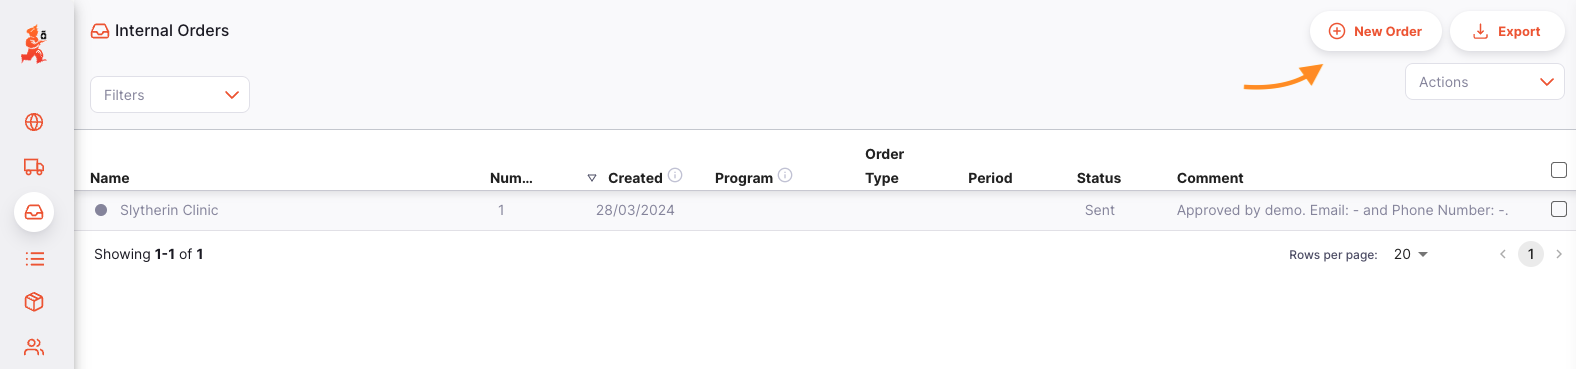 Internal Orders
New Order
Export
Filters
Actions
Name
Num...
Created
Program
Order
Type
Period
Status
Comment
Slytherin Clinic
1
28/03/2024
Sent
Approved by demo. Email: - and Phone Number: -.
Showing 1-1 of 1
Rows per page:
20
1